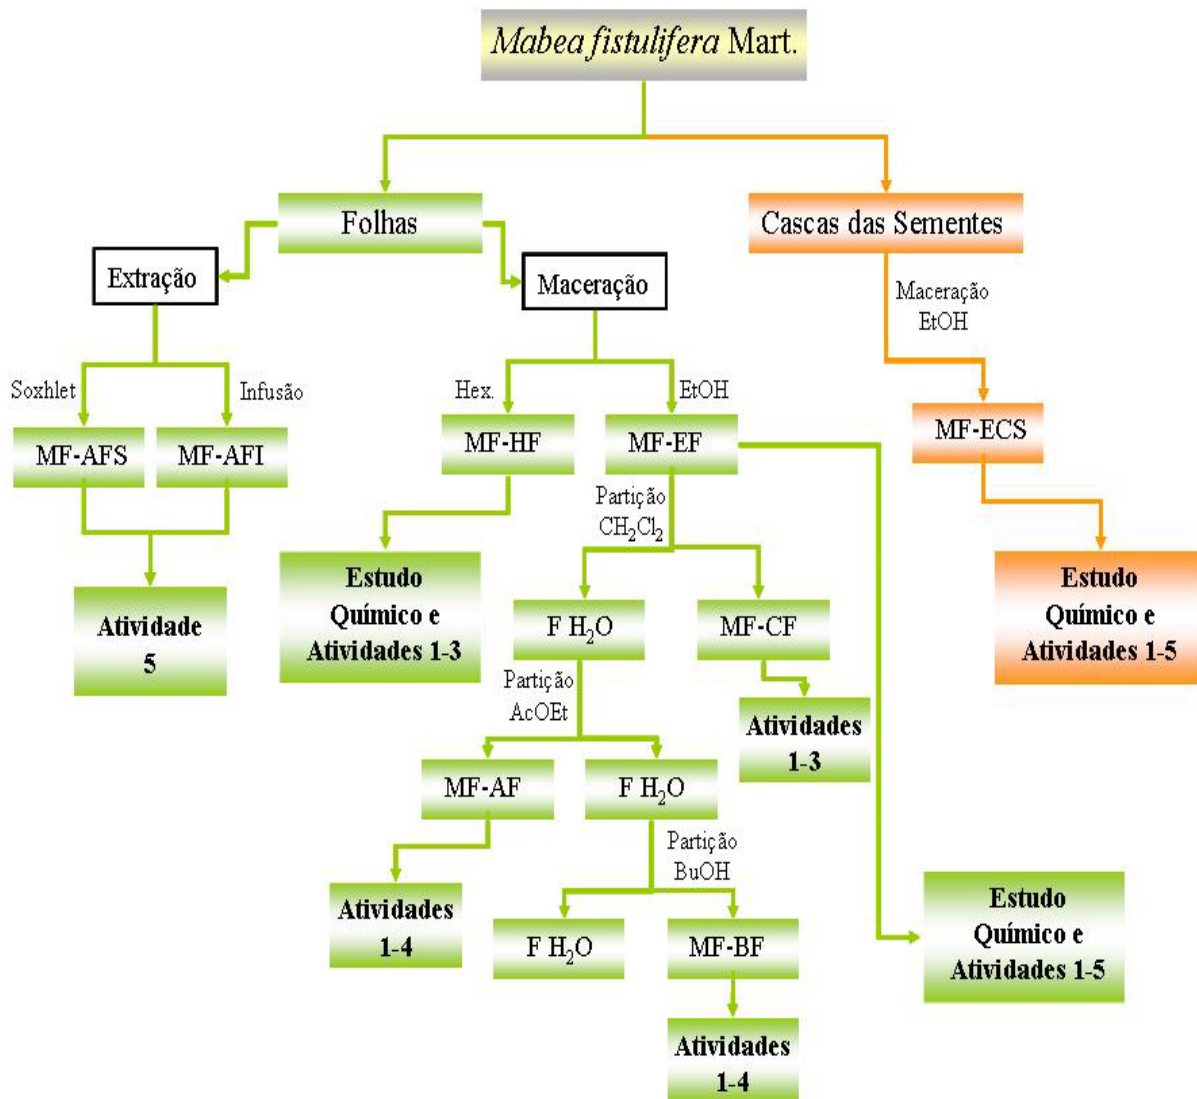 Mabea fistulifera Mart.
Folhas
Cascas das Sementes
Extração
Maceração
Maceração
EtOH
Soxhlet
Infusão
Hex.
EtOH
MF-AFS
MF-AFI
MF-HF
MF-EF
MF-ECS
Partição
CH₂Cl₂
Atividade
5
Estudo
Químico e
Atividades 1-3
F H₂O
MF-CF
Estudo
Químico e
Atividades 1-5
Partição
AcOEt
Atividades
1-3
MF-AF
F H₂O
Partição
BuOH
Atividades
1-4
F H₂O
MF-BF
Estudo
Químico e
Atividades 1-5
Atividades
1-4